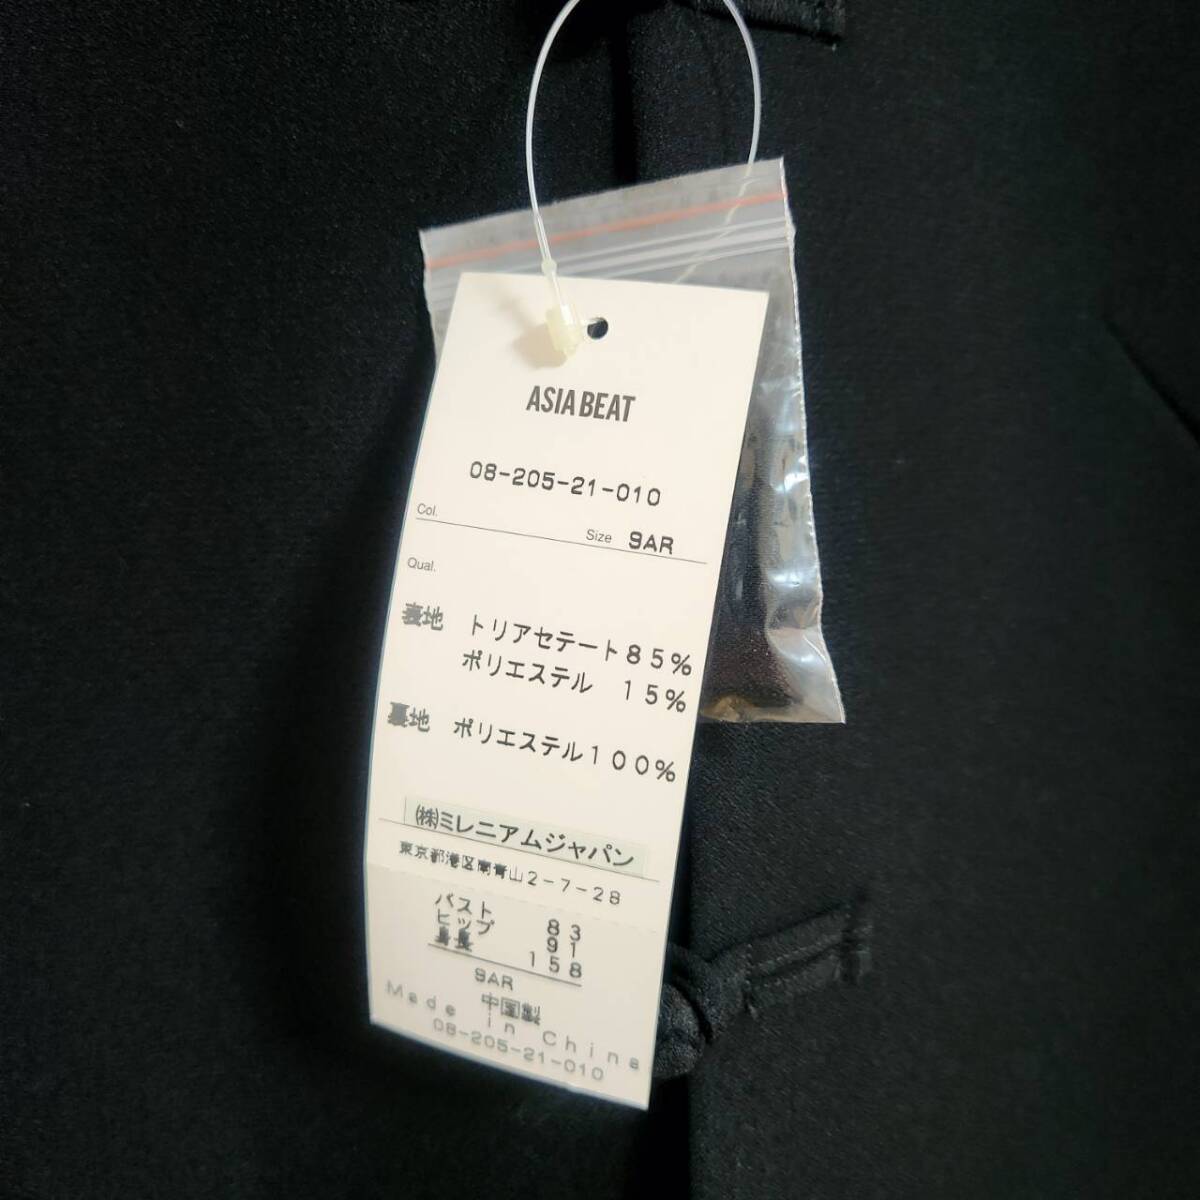 ASIA BEAT
08-205-21-010
Col.
Size 9AR
Qual.
表地 トリアセテート85%
ポリエステル 15%
裏地 ポリエステル100%
㈱ミレニアムジャパン
東京都港区南青山2-7-28
バスト 83
ヒップ 91
身長 158
9AR
中国製
Made in China
08-205-21-010